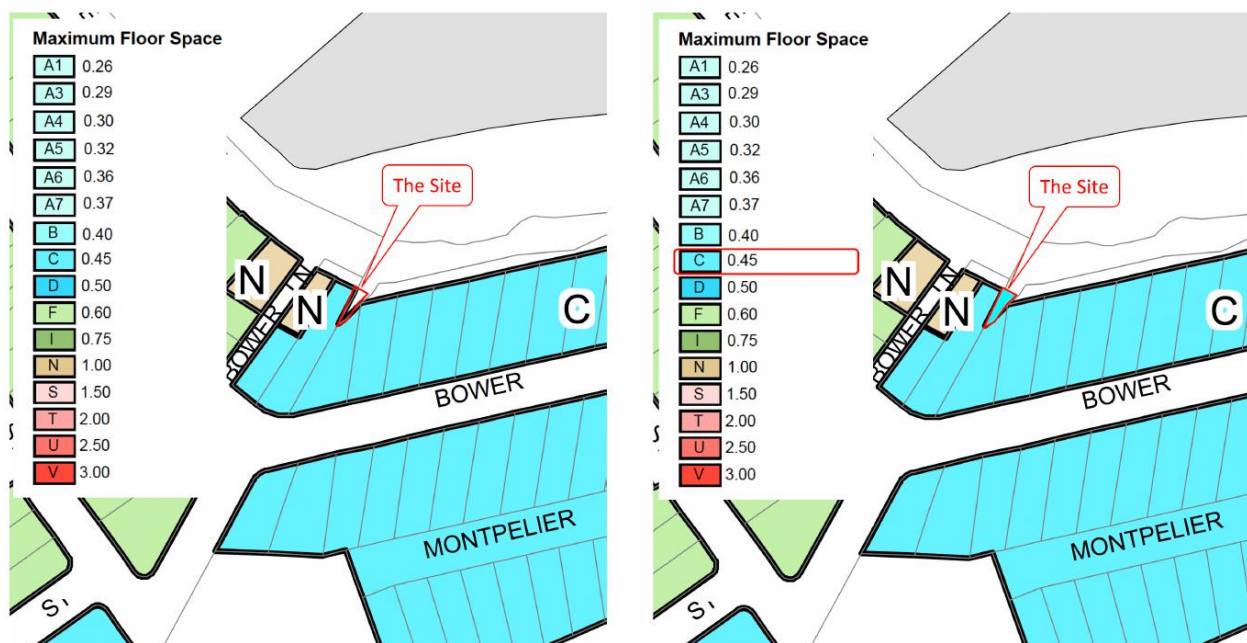 Maximum Floor Space
A1 0.26
A3 0.29
A4 0.30
A5 0.32
A6 0.36
A7 0.37
B 0.40
C 0.45
D 0.50
F 0.60
I 0.75
N 1.00
S 1.50
T 2.00
U 2.50
V 3.00
The Site
N
N
BOWER
C
BOWER
MONTPELIER
Maximum Floor Space
A1 0.26
A3 0.29
A4 0.30
A5 0.32
A6 0.36
A7 0.37
B 0.40
C 0.45
D 0.50
F 0.60
I 0.75
N 1.00
S 1.50
T 2.00
U 2.50
V 3.00
The Site
N
N
BOWER
C
BOWER
MONTPELIER